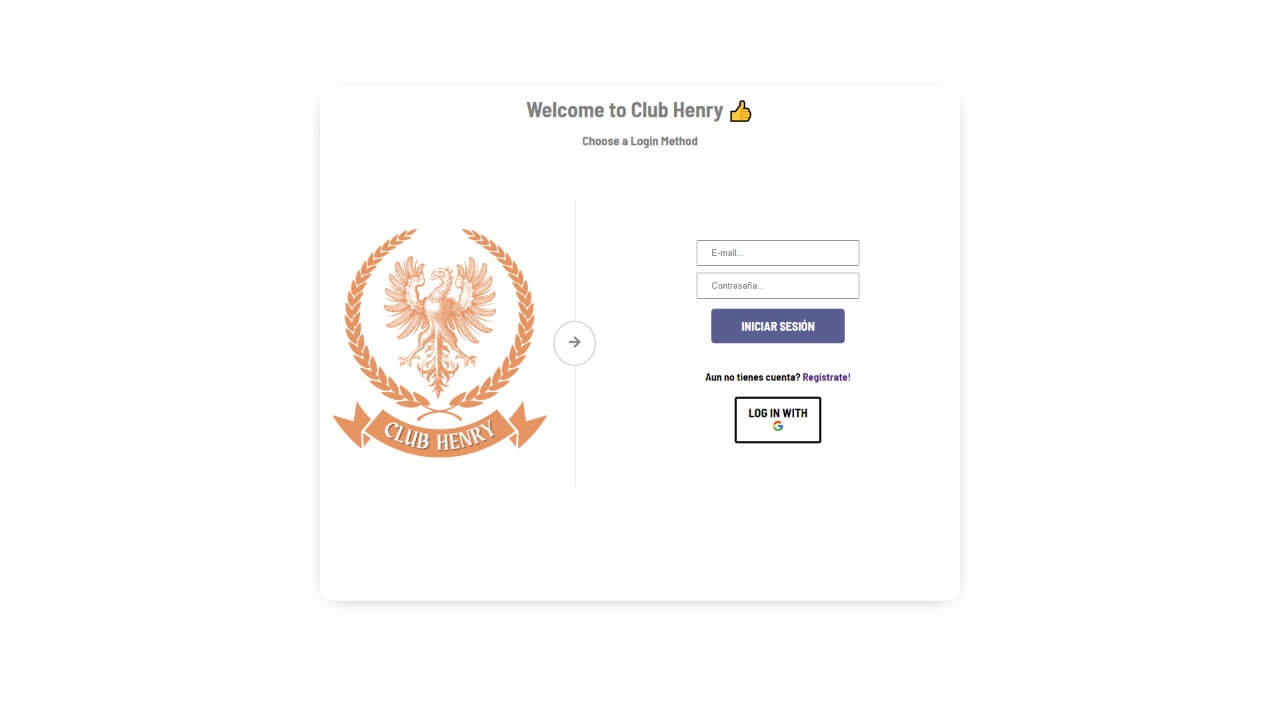 Welcome to Club Henry 👍
Choose a Login Method
CLUB HENRY
E-mail...
Contraseña...
INICIAR SESIÓN
Aun no tienes cuenta? Registrate!
LOG IN WITH